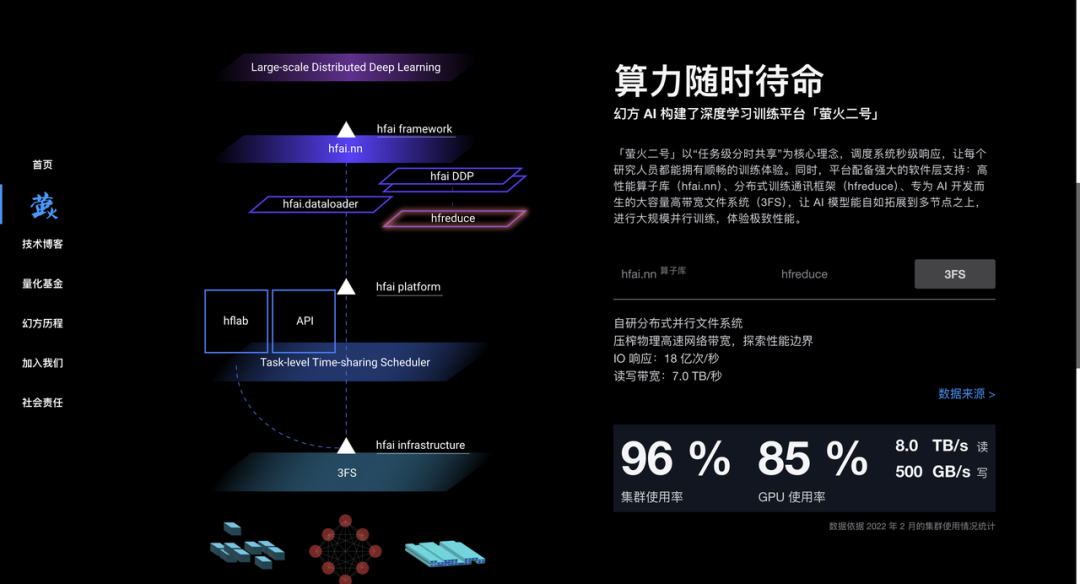 首页
萤火
技术博客
量化基金
幻方历程
加入我们
社会责任
Large-scale Distributed Deep Learning
hfai framework
hfai.nn
hfai DDP
hfai.dataloader
hfreduce
hfai platform
hflab
API
Task-level Time-sharing Scheduler
hfai infrastructure
3FS
算力随时待命
幻方 AI 构建了深度学习训练平台「萤火二号」
「萤火二号」以“任务级分时共享”为核心理念，调度系统秒级响应，让每个
研究人员都能拥有顺畅的训练体验。同时，平台配备强大的软件层支持：高
性能算子库（hfai.nn）、分布式训练通讯框架（hfreduce）、专为 AI 开发而
生的大容量高带宽文件系统（3FS），让 AI 模型能自如拓展到多节点之上，
进行大规模并行训练，体验极致性能。
hfai.nn 算子库
hfreduce
3FS
自研分布式并行文件系统
压榨物理高速网络带宽，探索性能边界
IO 响应：18 亿次/秒
读写带宽：7.0 TB/秒
数据来源 >
96 %
集群使用率
85 %
GPU 使用率
8.0 TB/s 读
500 GB/s 写
数据依据 2022 年 2 月的集群使用情况统计